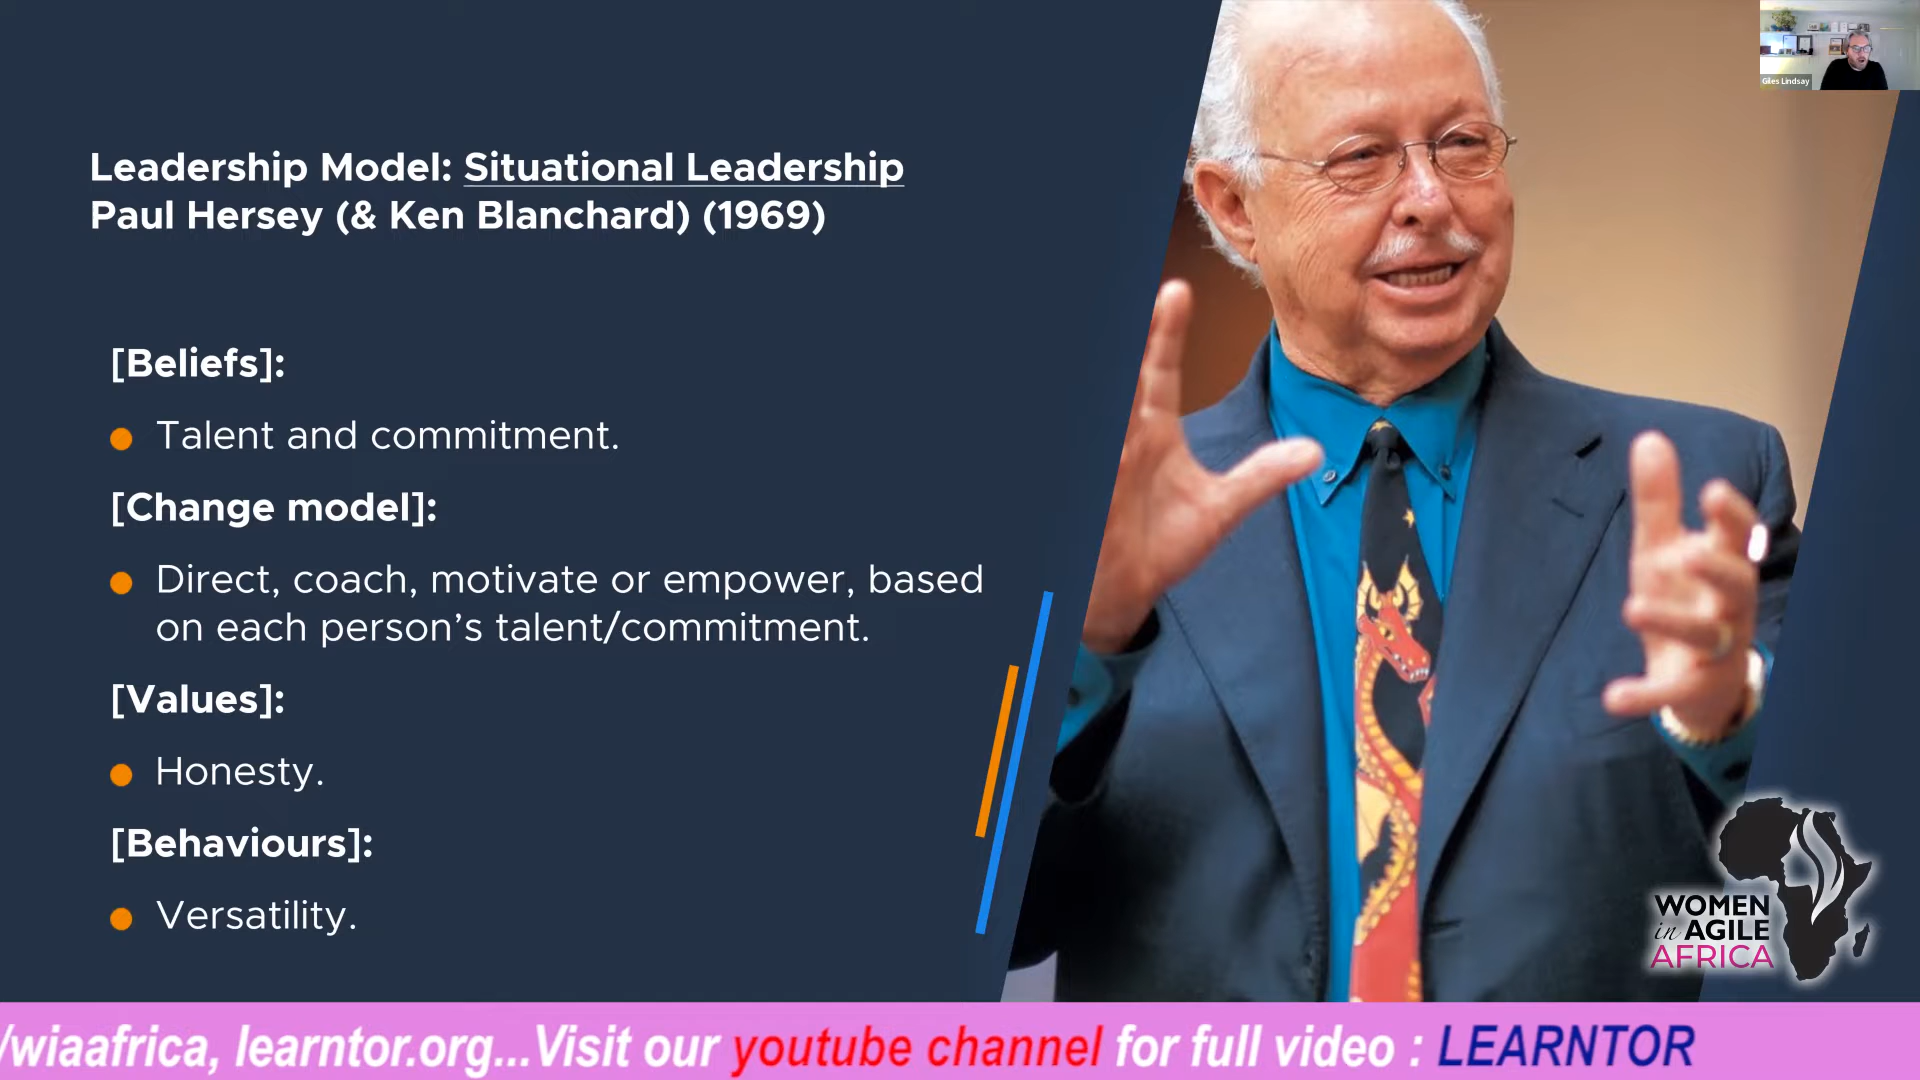 Giles Lindsay
Leadership Model: Situational Leadership
Paul Hersey (& Ken Blanchard) (1969)
[Beliefs]:
Talent and commitment.
[Change model]:
Direct, coach, motivate or empower, based
on each person's talent/commitment.
[Values]:
Honesty.
[Behaviours]:
Versatility.
WOMEN
in AGILE
AFRICA
/wiaafrica, learntor.org...Visit our youtube channel for full video : LEARNTOR